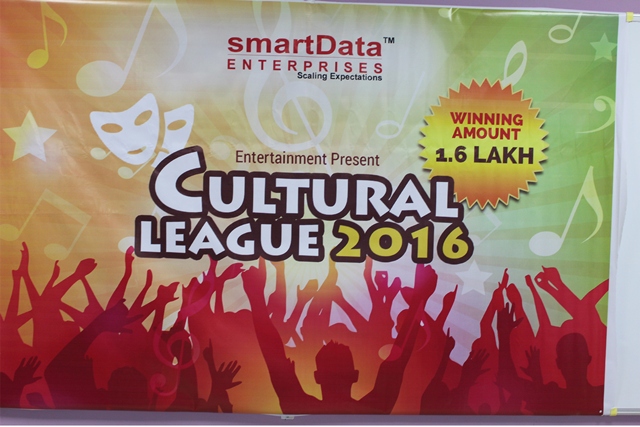 smartData™
ENTERPRISES
Scaling Expectations
Entertainment Present
CULTURAL
LEAGUE 2016
WINNING
AMOUNT
1.6 LAKH